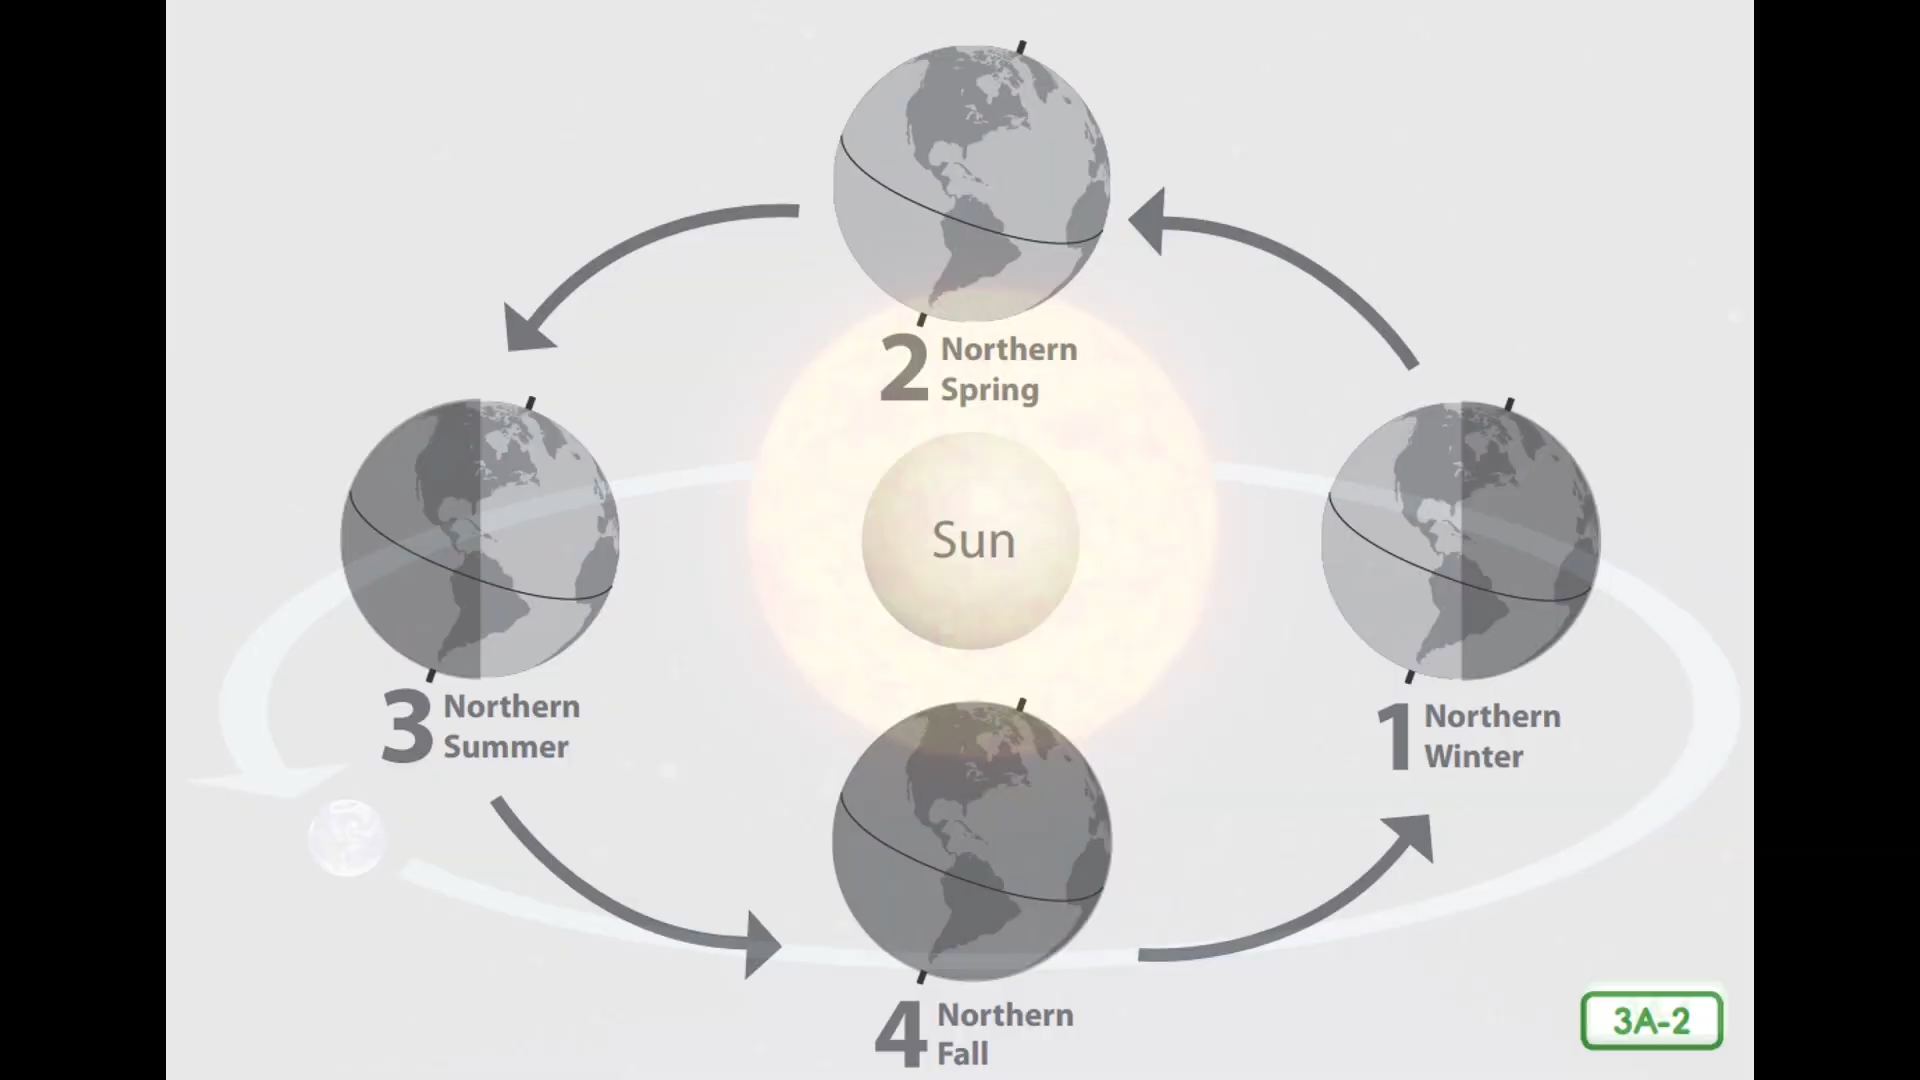 2 Northern
Spring
Sun
3 Northern
Summer
1 Northern
Winter
4 Northern
Fall
3A-2